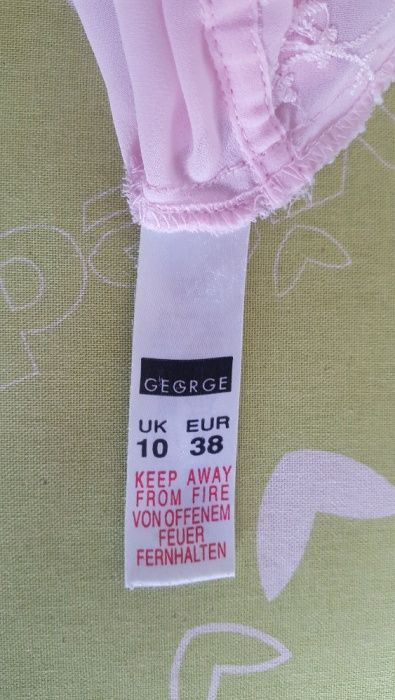 GEORGE
UK EUR
10 38
KEEP AWAY
FROM FIRE
VON OFFENEM
FEUER
FERNHALTEN